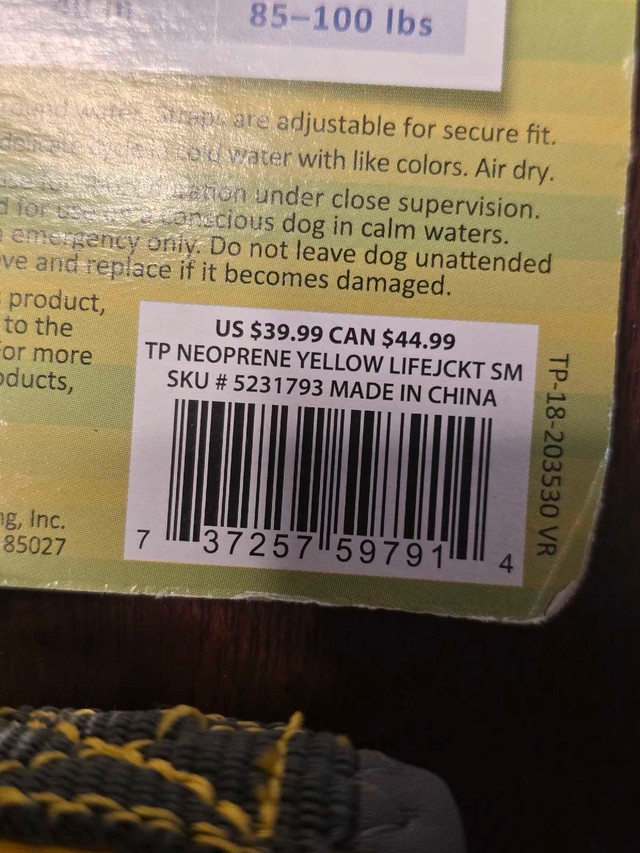 85–100 lbs
straps are adjustable for secure fit.
cold water with like colors. Air dry.
under close supervision.
conscious dog in calm waters.
emergency only. Do not leave dog unattended
and replace if it becomes damaged.
product,
to the
or more
US $39.99 CAN $44.99
TP NEOPRENE YELLOW LIFEJCKT SM
SKU # 5231793 MADE IN CHINA
7 37257 59791 4
TP-18-203530 VR
Inc.
85027